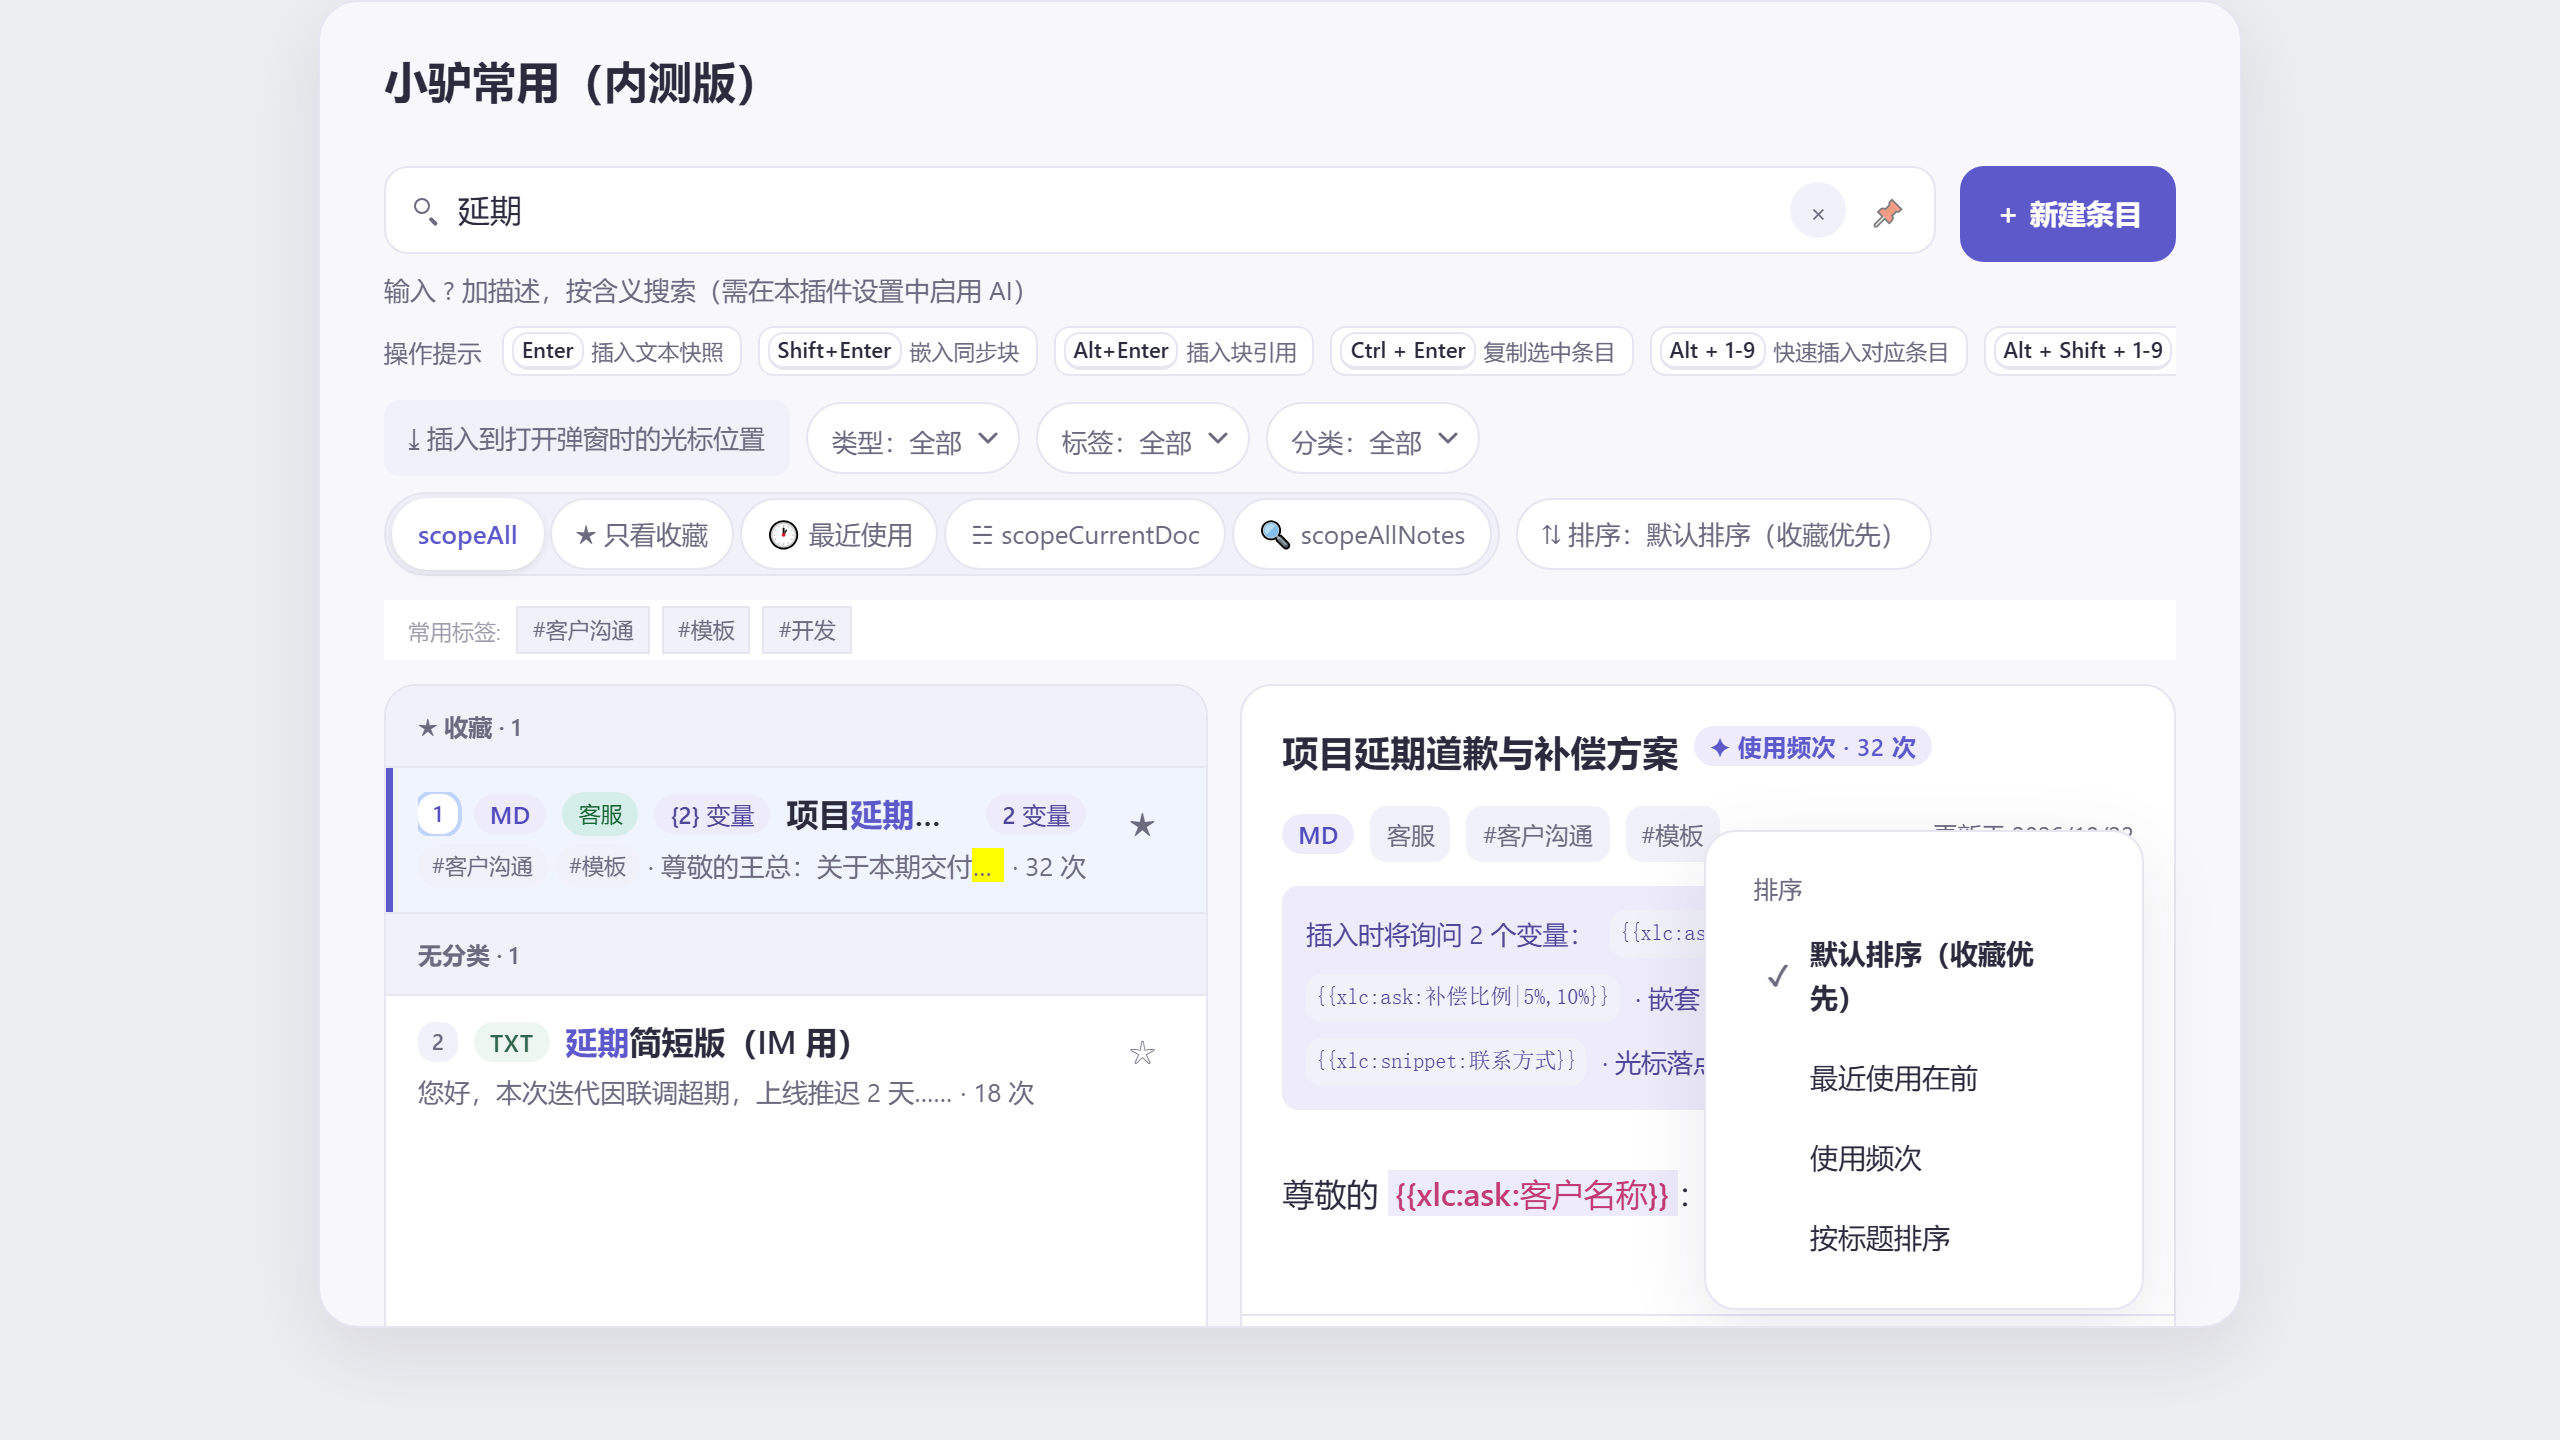 小驴常用（内测版）
延期
×
+ 新建条目
输入 ? 加描述，按含义搜索（需在本插件设置中启用 AI）
操作提示 Enter 插入文本快照 Shift+Enter 嵌入同步块 Alt+Enter 插入块引用 Ctrl + Enter 复制选中条目 Alt + 1-9 快速插入对应条目 Alt + Shift + 1-9
⤓ 插入到打开弹窗时的光标位置 类型：全部 标签：全部 分类：全部
scopeAll ★ 只看收藏 🕐 最近使用 ☵ scopeCurrentDoc 🔍 scopeAllNotes ⇅ 排序：默认排序（收藏优先）
常用标签: #客户沟通 #模板 #开发
★ 收藏 · 1
1 MD 客服 {2} 变量 项目延期... 2 变量 ★
#客户沟通 #模板 · 尊敬的王总：关于本期交付... · 32 次
无分类 · 1
2 TXT 延期简短版（IM 用） ☆
您好，本次迭代因联调超期，上线推迟 2 天...... · 18 次
项目延期道歉与补偿方案 ✦ 使用频次 · 32 次
MD 客服 #客户沟通 #模板
插入时将询问 2 个变量： {{xlc:as
{{xlc:ask:补偿比例|5%,10%}} · 嵌套
{{xlc:snippet:联系方式}} · 光标落点
尊敬的 {{xlc:ask:客户名称}}：
排序
✓ 默认排序（收藏优
先）
最近使用在前
使用频次
按标题排序